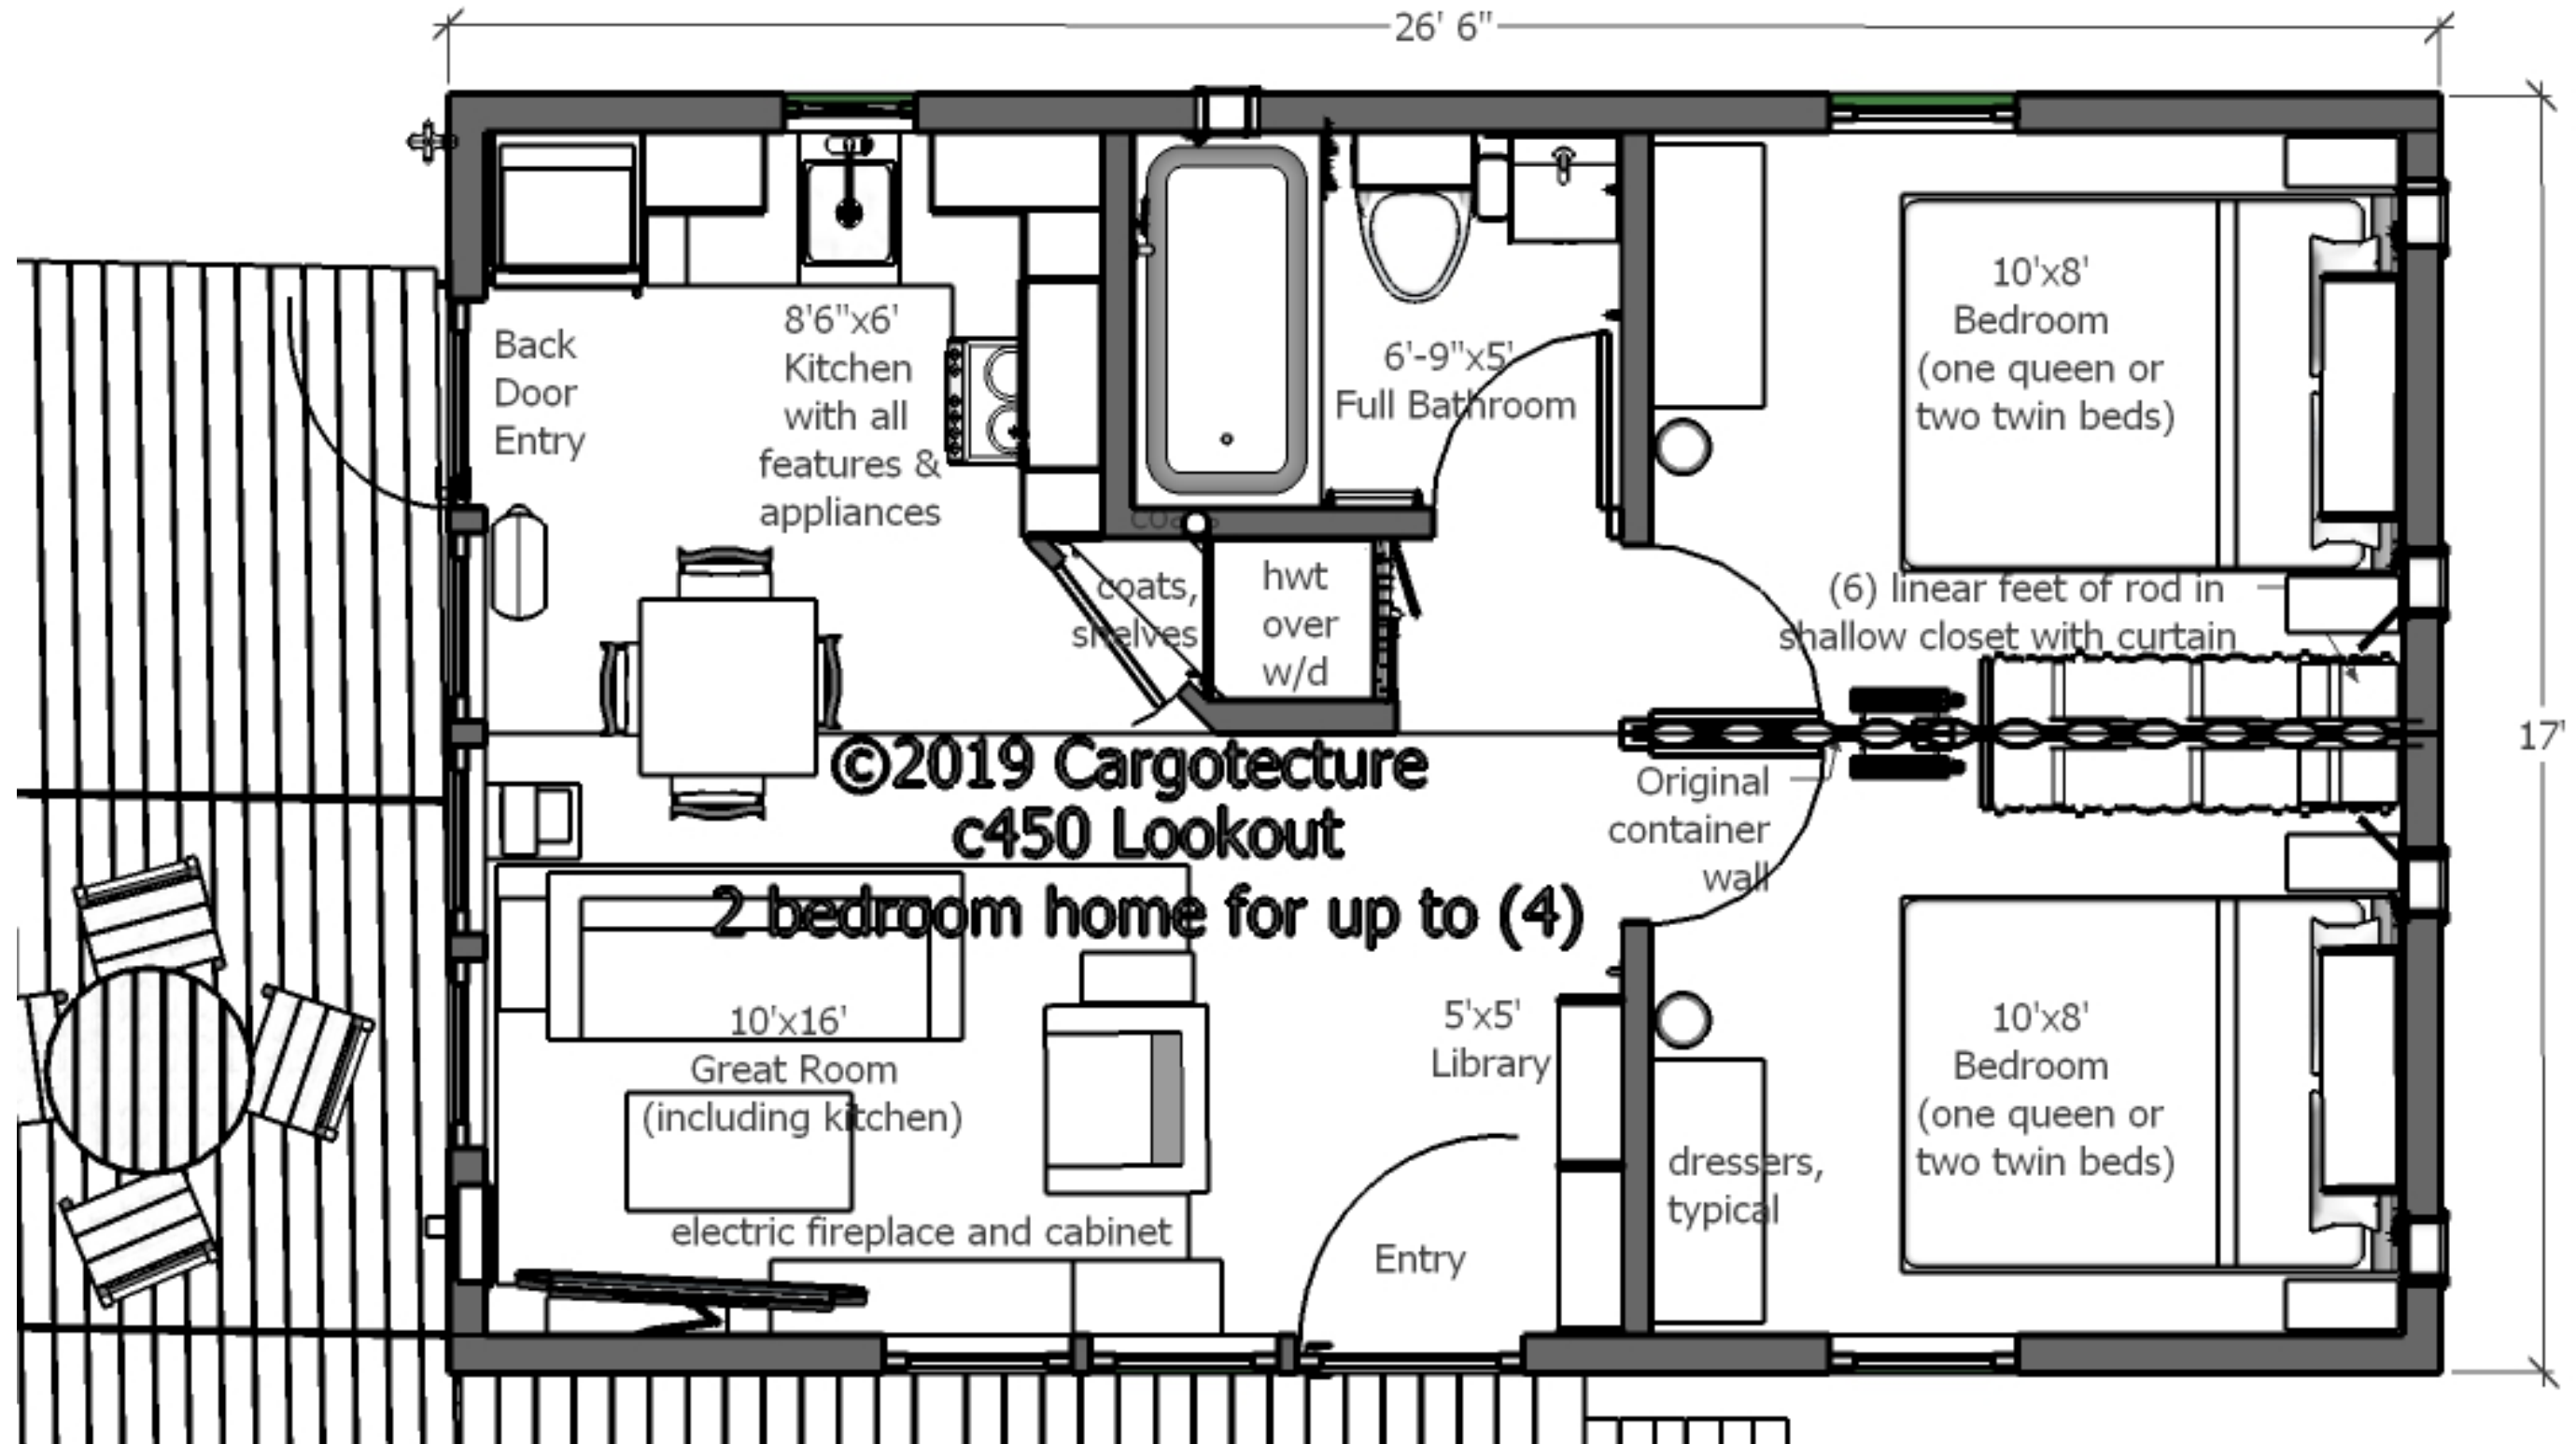 26' 6"
10'x8'
Bedroom
(one queen or
two twin beds)
8'6"x6'
Kitchen
with all
features &
appliances
Back
Door
Entry
6'-9"x5'
Full Bathroom
coats,
shelves
hwt
over
w/d
(6) linear feet of rod in
shallow closet with curtain
17'
©2019 Cargotecture
c450 Lookout
2 bedroom home for up to (4)
Original
container
wall
10'x16'
Great Room
(including kitchen)
5'x5'
Library
10'x8'
Bedroom
(one queen or
two twin beds)
dressers,
typical
electric fireplace and cabinet
Entry